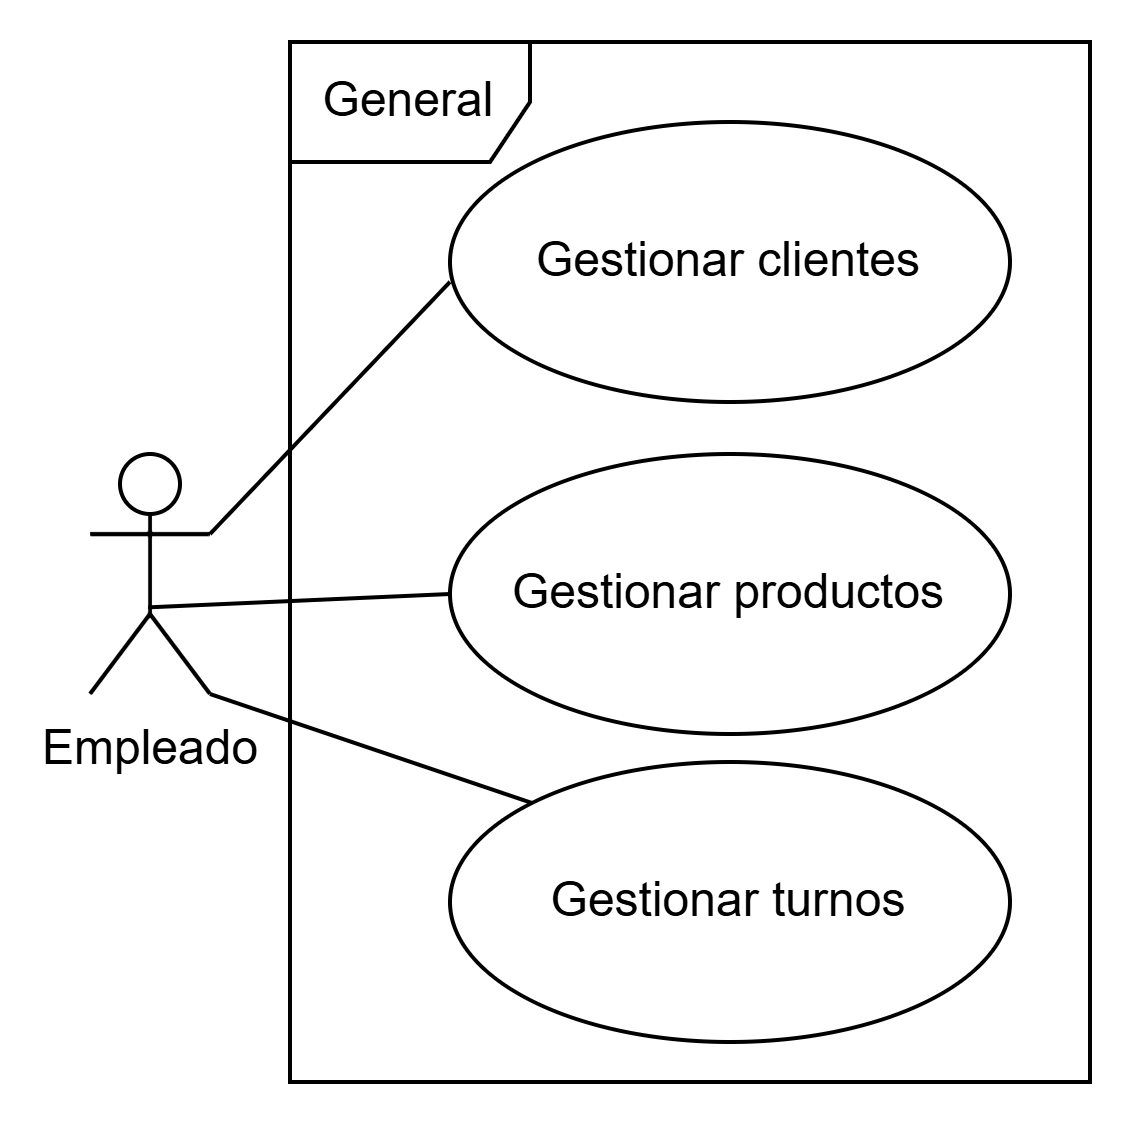 General
Gestionar clientes
Gestionar productos
Empleado
Gestionar turnos